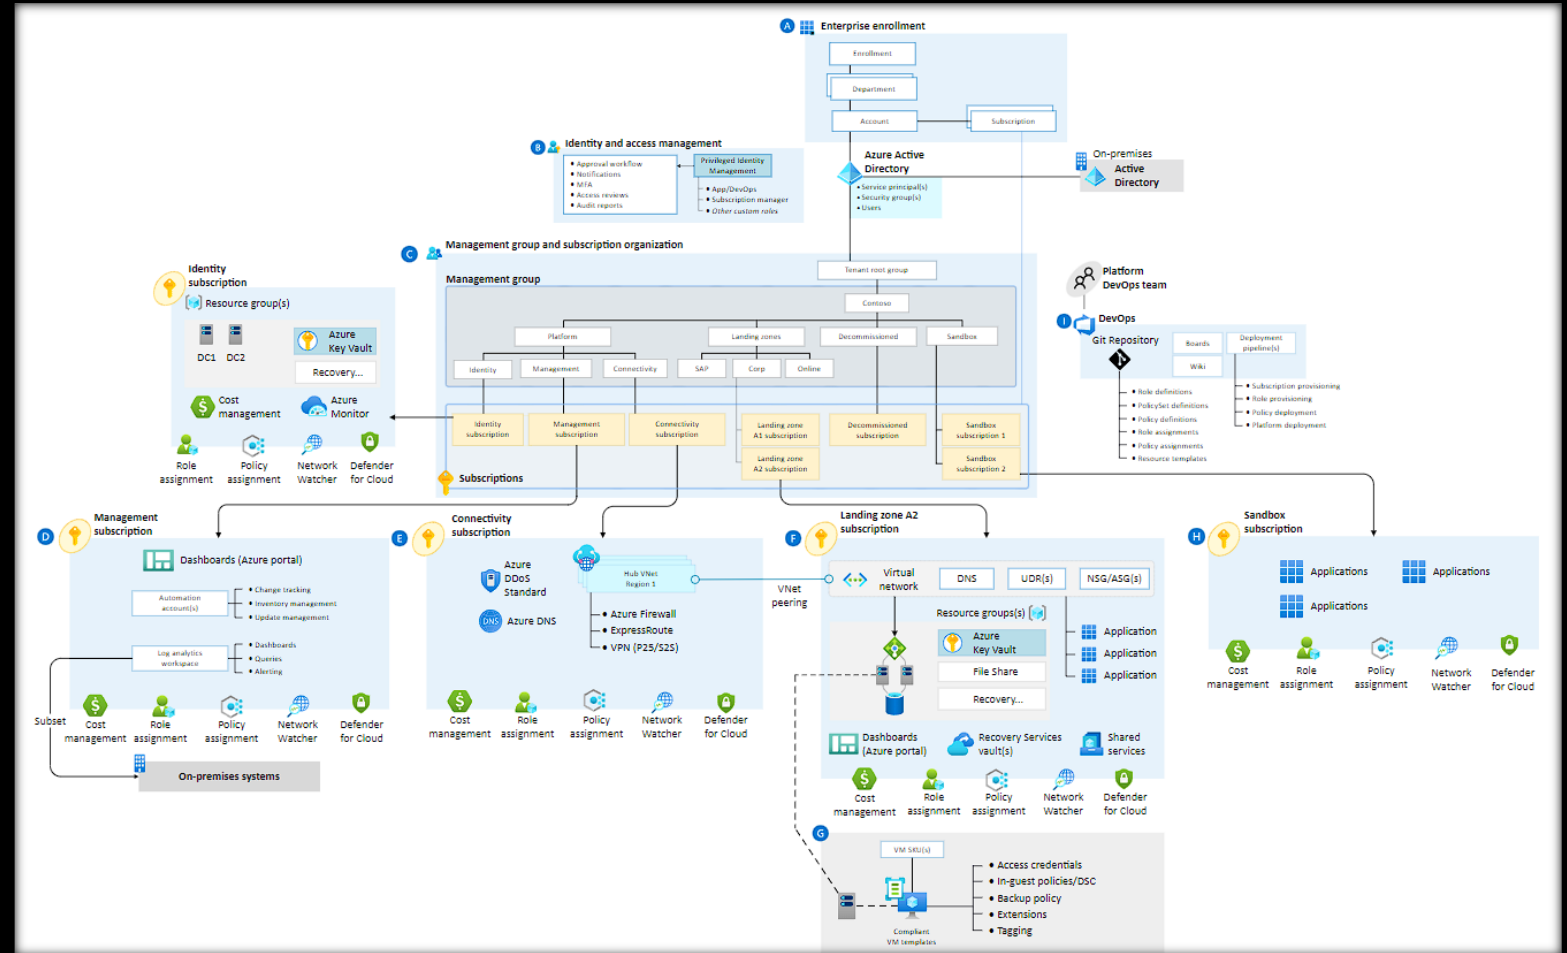 A
Enterprise enrollment
Enrollment
Department
Account
Subscription
B
Identity and access management
• Approval workflow
• Notifications
• MFA
• Access reviews
• Audit reports
Privileged Identity
Management
• App/DevOps
• Subscription manager
• Other custom roles
Azure Active
Directory
• Service principal(s)
• Security group(s)
• Users
On-premises
Active
Directory
C
Management group and subscription organization
Management group
Tenant root group
Contoso
Platform
Landing zones
Decommissioned
Sandbox
Identity
Management
Connectivity
SAP
Corp
Online
Identity
subscription
Management
subscription
Connectivity
subscription
Landing zone
A1 subscription
Landing zone
A2 subscription
Decommissioned
subscription
Sandbox
subscription 1
Sandbox
subscription 2
Subscriptions
Identity
subscription
Resource group(s)
DC1
DC2
Azure
Key Vault
Recovery...
Cost
management
Azure
Monitor
Role
assignment
Policy
assignment
Network
Watcher
Defender
for Cloud
Platform
DevOps team
I
DevOps
Git Repository
Boards
Wiki
Deployment
pipeline(s)
• Role definitions
• PolicySet definitions
• Policy definitions
• Role assignments
• Policy assignments
• Resource templates
• Subscription provisioning
• Role provisioning
• Policy deployment
• Platform deployment
D
Management
subscription
Dashboards (Azure portal)
Automation
account(s)
• Change tracking
• Inventory management
• Update management
Log analytics
workspace
• Dashboards
• Queries
• Alerting
Subset
Cost
management
Role
assignment
Policy
assignment
Network
Watcher
Defender
for Cloud
On-premises systems
E
Connectivity
subscription
Azure
DDoS
Standard
DNS
Azure DNS
Hub VNet
Region 1
• Azure Firewall
• ExpressRoute
• VPN (P2S/S2S)
Cost
management
Role
assignment
Policy
assignment
Network
Watcher
Defender
for Cloud
VNet
peering
F
Landing zone A2
subscription
Virtual
network
DNS
UDR(s)
NSG/ASG(s)
Resource groups(s)
Azure
Key Vault
File Share
Recovery...
Application
Application
Application
Dashboards
(Azure portal)
Recovery Services
vault(s)
Shared
services
Cost
management
Role
assignment
Policy
assignment
Network
Watcher
Defender
for Cloud
G
VM SKU(s)
Compliant
VM templates
• Access credentials
• In-guest policies/DSC
• Backup policy
• Extensions
• Tagging
H
Sandbox
subscription
Applications
Applications
Applications
Cost
management
Role
assignment
Policy
assignment
Network
Watcher
Defender
for Cloud